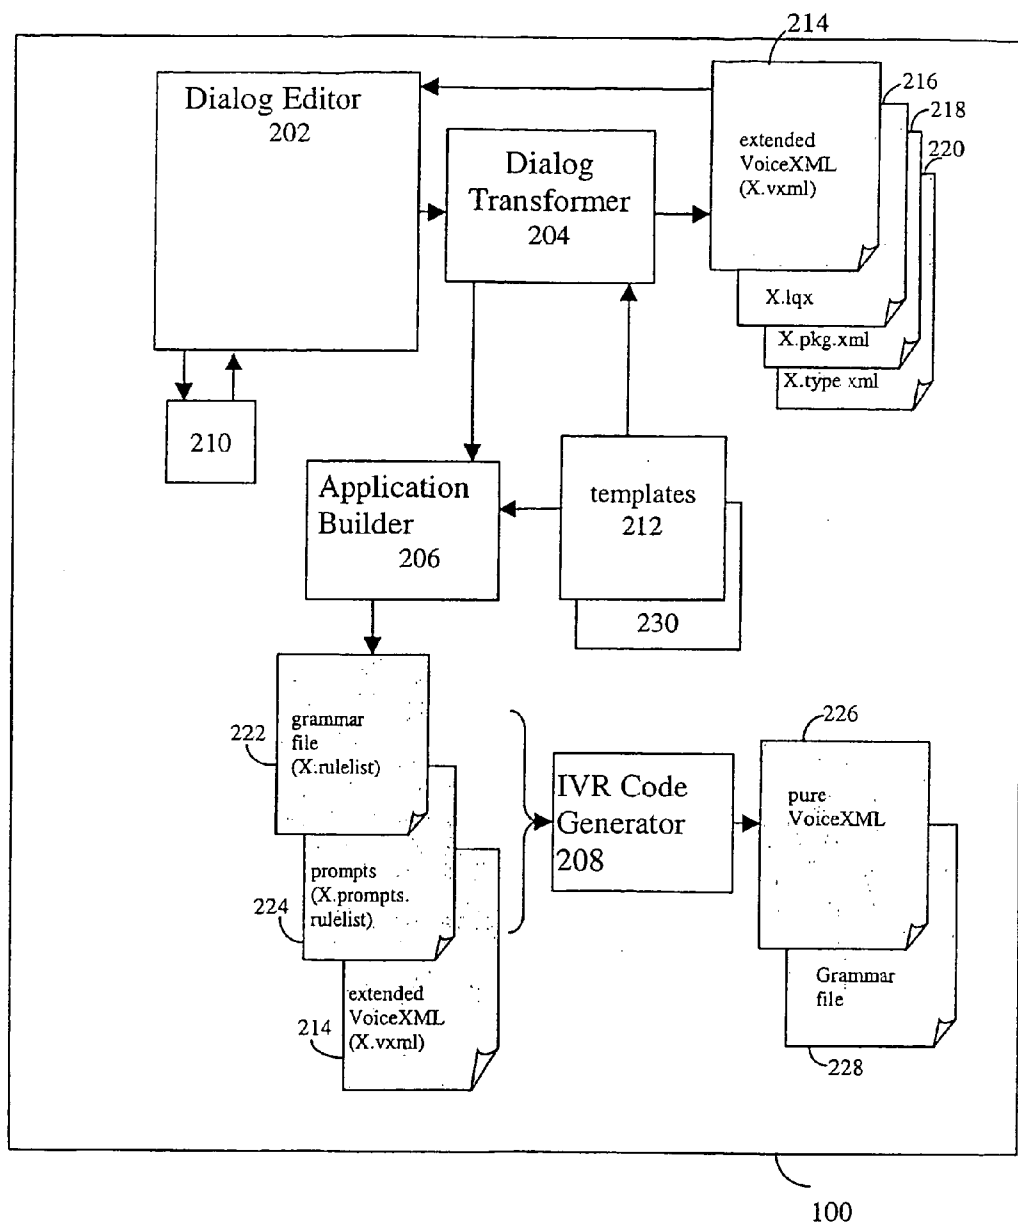 214
Dialog Editor
202
216
218
220
extended
VoiceXML
(X.vxml)
Dialog
Transformer
204
X.lqx
X.pkg.xml
X.type xml
210
Application
Builder
206
templates
212
230
222
grammar
file
(X.rulelist)
226
IVR Code
Generator
208
pure
VoiceXML
prompts
(X.prompts.
rulelist)
224
extended
VoiceXML
(X.vxml)
214
Grammar
file
228
100